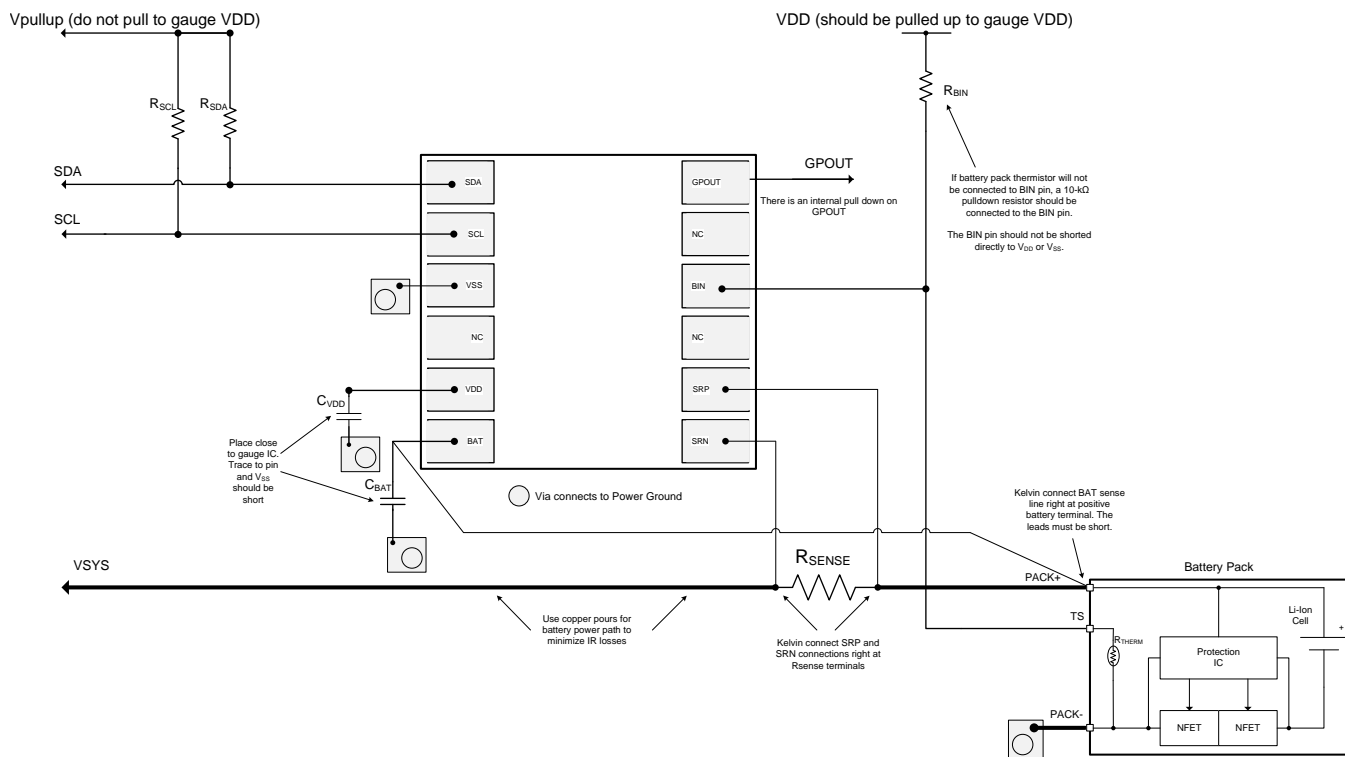 Vpullup (do not pull to gauge VDD)
VDD (should be pulled up to gauge VDD)
RSCL
RSDA
RBIN
SDA
SCL
SDA
SCL
VSS
NC
VDD
BAT
GPOUT
NC
BIN
NC
SRP
SRN
GPOUT
There is an internal pull down on
GPOUT
If battery pack thermistor will not
be connected to BIN pin, a 10-kΩ
pulldown resistor should be
connected to the BIN pin.
The BIN pin should not be shorted
directly to VDD or VSS.
CVDD
Place close
to gauge IC.
Trace to pin
and VSS
should be
short
CBAT
Via connects to Power Ground
Kelvin connect BAT sense
line right at positive
battery terminal. The
leads must be short.
VSYS
RSENSE
PACK+
Battery Pack
Use copper pours for
battery power path to
minimize IR losses
Kelvin connect SRP and
SRN connections right at
Rsense terminals
TS
RTHERM
Protection
IC
Li-Ion
Cell
+
PACK-
NFET
NFET